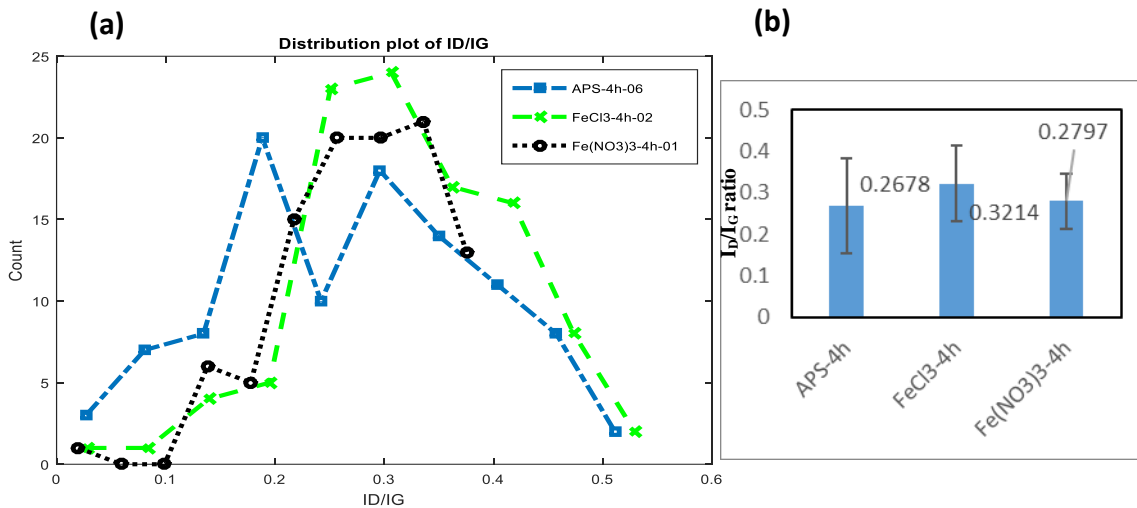 (a)
Distribution plot of ID/IG
25
20
15
10
5
0
Count
0 0.1 0.2 0.3 0.4 0.5 0.6
ID/IG
APS-4h-06
FeCl3-4h-02
Fe(NO3)3-4h-01
(b)
0.5
0.4
0.3
0.2
0.1
0
I_D/I_G ratio
0.2678
0.3214
0.2797
APS-4h
FeCl3-4h
Fe(NO3)3-4h